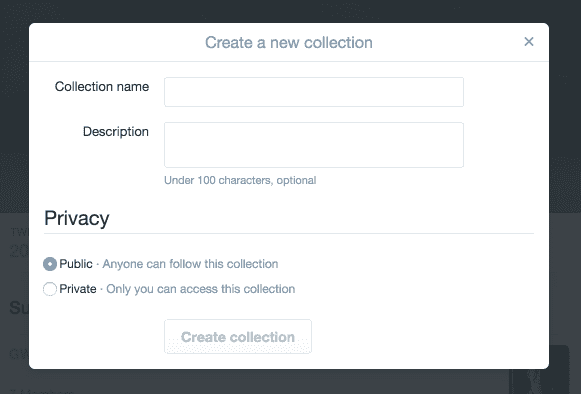 Create a new collection
Collection name
Description
Under 100 characters, optional
Privacy
Public · Anyone can follow this collection
Private · Only you can access this collection
Create collection